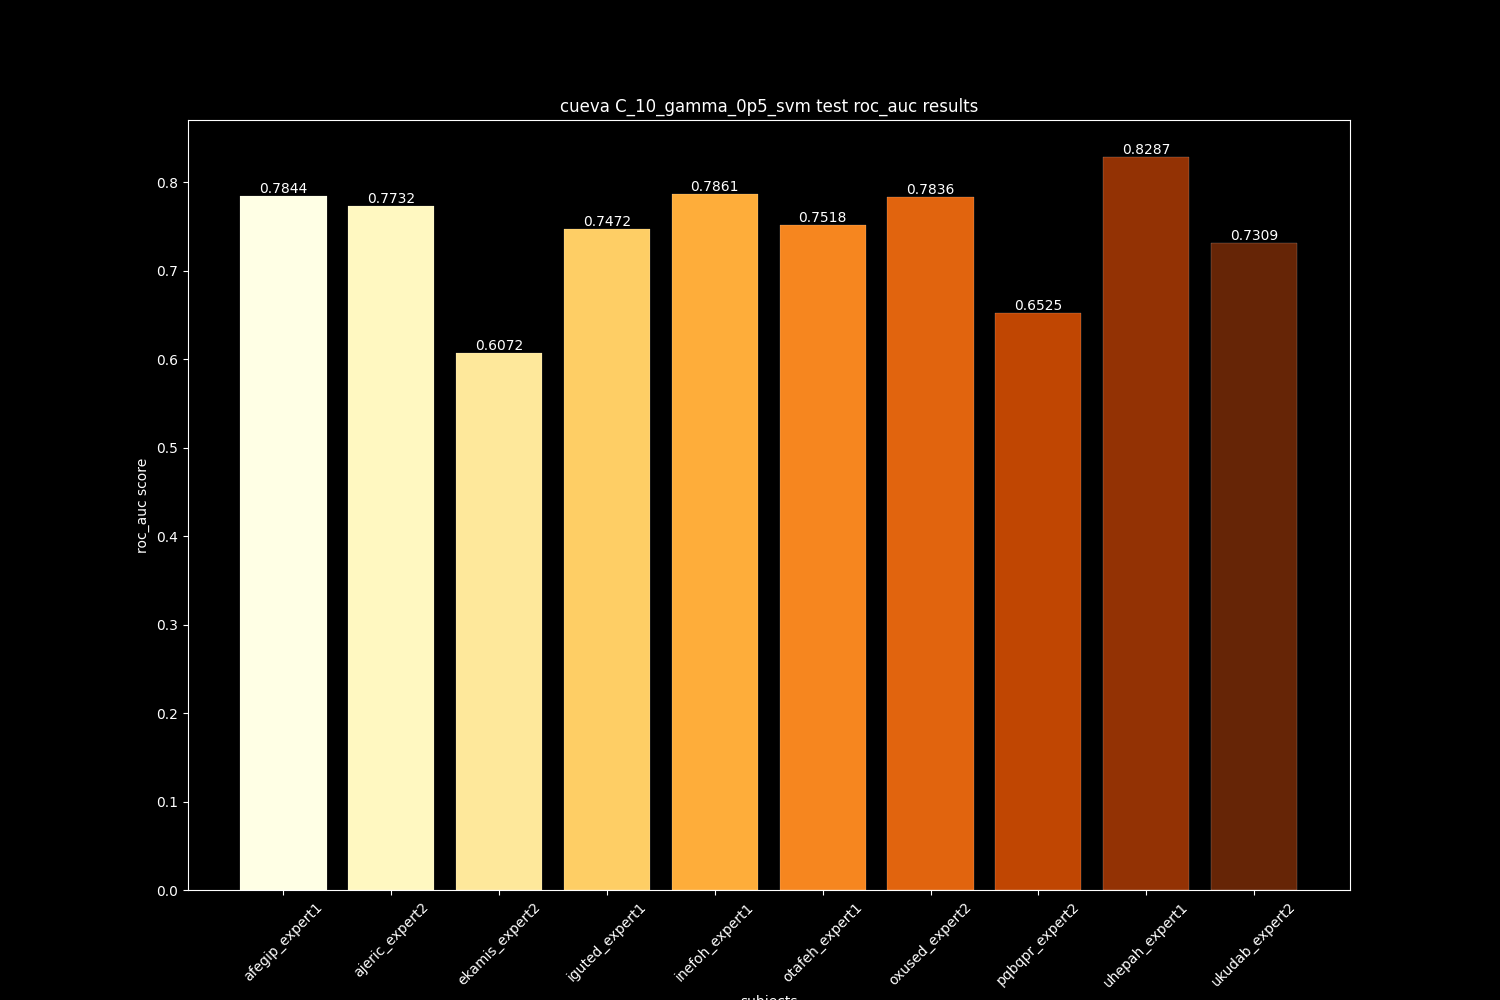 cueva C_10_gamma_0p5_svm test roc_auc results
0.8287
0.7844
0.7732
0.7861
0.7836
0.7472
0.7518
0.7309
0.6525
0.6072
0.8
0.7
0.6
0.5
0.4
0.3
0.2
0.1
0.0
roc_auc score
afegip_expert1
ajeric_expert2
ekamis_expert2
iguted_expert1
inefoh_expert1
otafeh_expert1
oxused_expert2
pqbqpr_expert2
uhepah_expert1
ukudab_expert2
subjects